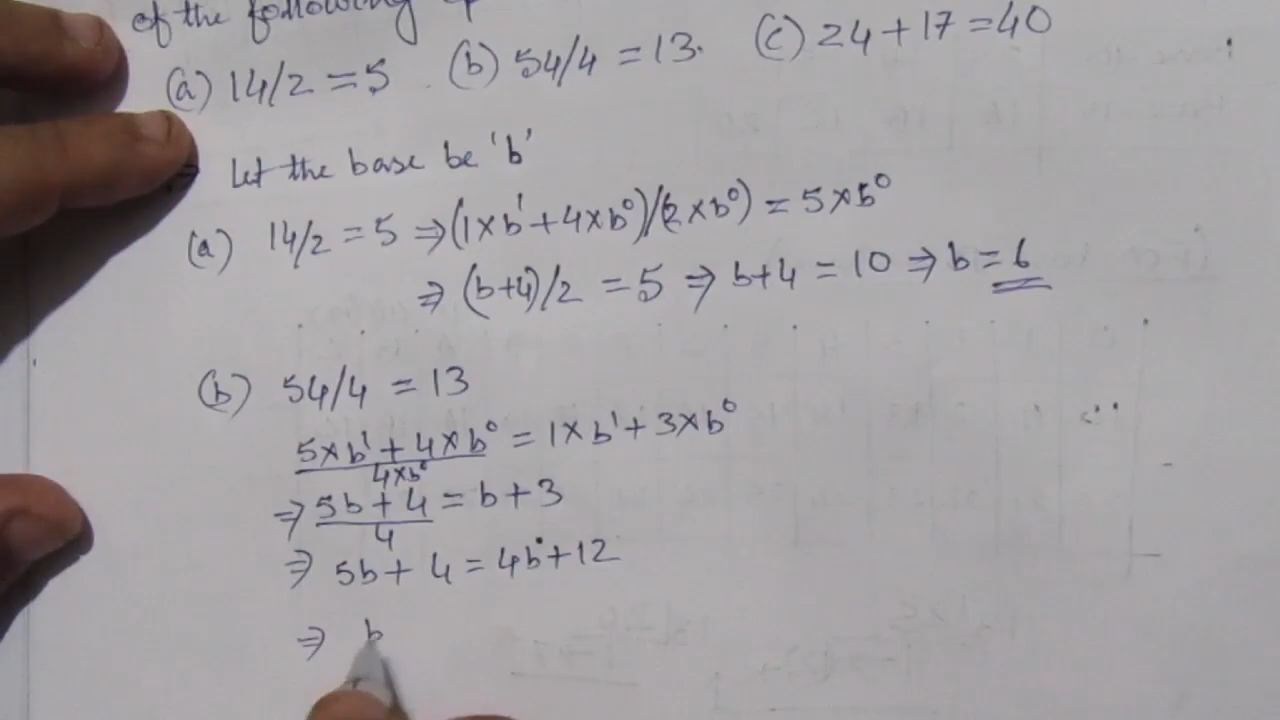 of the following
(a) 14/2 = 5 (b) 54/4 = 13. (c) 24 + 17 = 40
Let the base be 'b'
(a) 14/2 = 5 ⇒ (1×b¹ + 4×b⁰)/(2×b⁰) = 5×b⁰
⇒ (b+4)/2 = 5 ⇒ b+4 = 10 ⇒ b = 6
(b) 54/4 = 13
5×b¹ + 4×b⁰ = 1×b¹ + 3×b⁰
4×b⁰
⇒ 5b + 4 = b + 3
4
⇒ 5b + 4 = 4b + 12
⇒ b